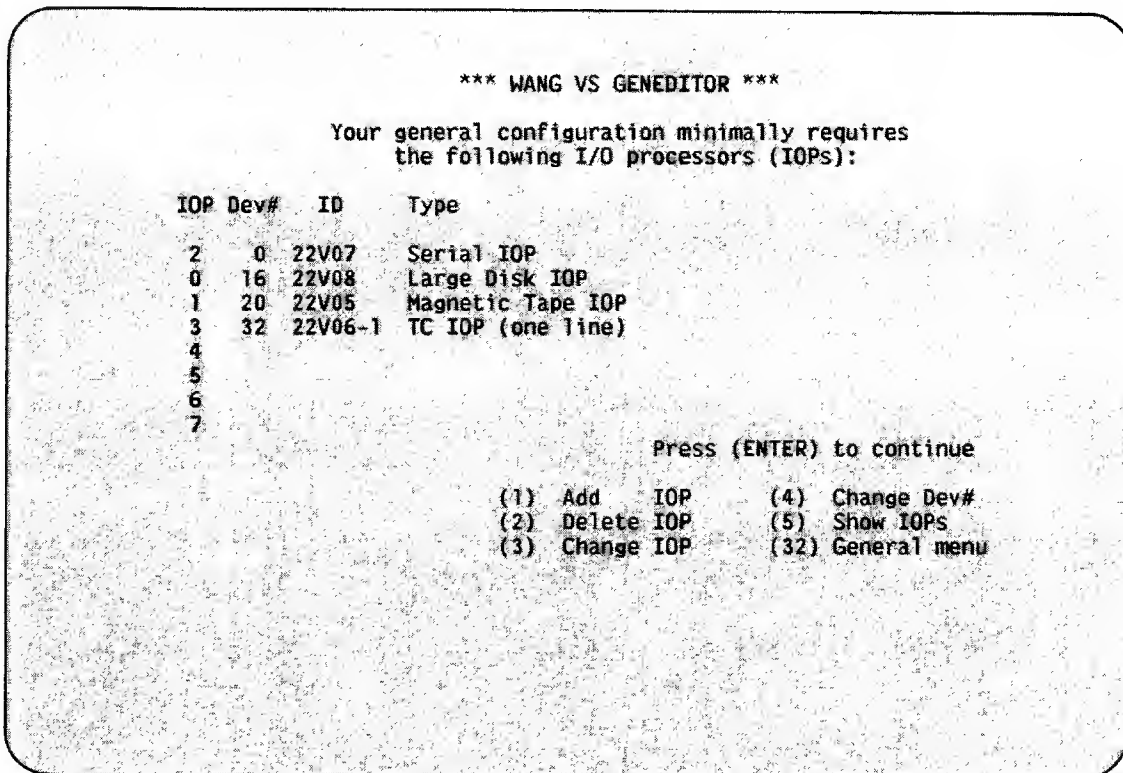 *** WANG VS GENEDITOR ***
Your general configuration minimally requires
the following I/O processors (IOPs):
IOP Dev# ID Type
2 0 22V07 Serial IOP
0 16 22V08 Large Disk IOP
1 20 22V05 Magnetic Tape IOP
3 32 22V06-1 TC IOP (one line)
4
5
6
7
Press (ENTER) to continue
(1) Add IOP (4) Change Dev#
(2) Delete IOP (5) Show IOPs
(3) Change IOP (32) General menu